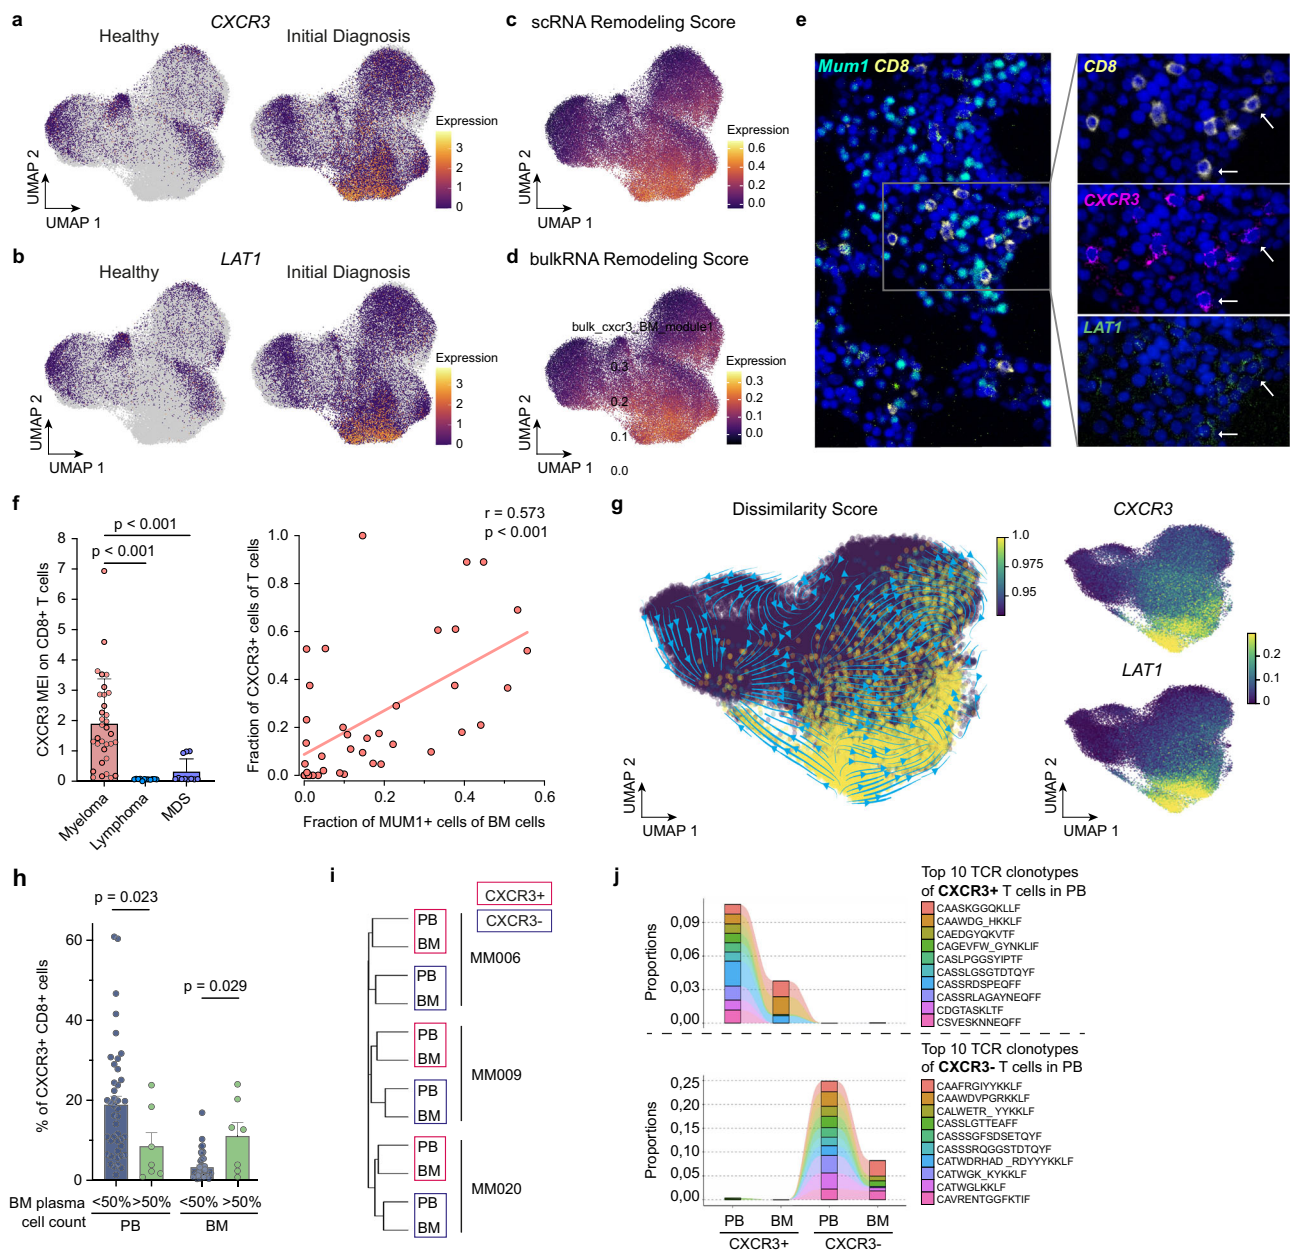 a
CXCR3
Healthy
Initial Diagnosis
Expression
3
2
1
0
UMAP 2
UMAP 1
b
LAT1
Healthy
Initial Diagnosis
Expression
3
2
1
0
UMAP 2
UMAP 1
c
scRNA Remodeling Score
Expression
0.6
0.4
0.2
0.0
d
bulkRNA Remodeling Score
bulk_cxcr3_BM_module1
0.3
0.2
0.1
0.0
Expression
0.3
0.2
0.1
0.0
UMAP 2
UMAP 1
e
Mum1 CD8
CD8
CXCR3
LAT1
f
p < 0.001
p < 0.001
CXCR3 MEI on CD8+ T cells
8
7
6
5
4
3
2
1
0
Myeloma
Lymphoma
MDS
r = 0.573
p < 0.001
Fraction of CXCR3+ cells of T cells
1.0
0.8
0.6
0.4
0.2
0.0
0.0
0.2
0.4
0.6
Fraction of MUM1+ cells of BM cells
g
Dissimilarity Score
1.0
0.975
0.95
UMAP 2
UMAP 1
CXCR3
LAT1
0.2
0.1
0
UMAP 2
UMAP 1
h
p = 0.023
p = 0.029
% of CXCR3+ CD8+ cells
60
40
20
0
BM plasma
cell count
<50% >50% <50% >50%
PB
BM
i
CXCR3+
CXCR3-
PB
BM
PB
BM
MM006
PB
BM
PB
BM
MM009
PB
BM
PB
BM
MM020
j
Proportions
0,09
0,03
0,00
Top 10 TCR clonotypes
of CXCR3+ T cells in PB
CAASKGGQKLLF
CAAWDG_HKKLF
CAEDGYQKVTF
CAGEVFW_GYNKLIF
CASLPGGSYIPTF
CASSLGSGTDTQYF
CASSRDSPEQFF
CASSRLAGAYNEQFF
CDGTASKLTF
CSVESKNNEQFF
Proportions
0,25
0,20
0,15
0,10
0,05
0,00
PB
BM
PB
BM
CXCR3+
CXCR3-
Top 10 TCR clonotypes
of CXCR3- T cells in PB
CAAFRGIYYKKLF
CAAWDVPGRKKLF
CALWETR_YYKKLF
CASSLGTTEAFF
CASSSGFSDSETQYF
CASSSRQGGSTDTQYF
CATWDRHAD_RDYYYKKLF
CATWGK_KYKKLF
CATWGLKKLF
CAVRENTGGFKTIF